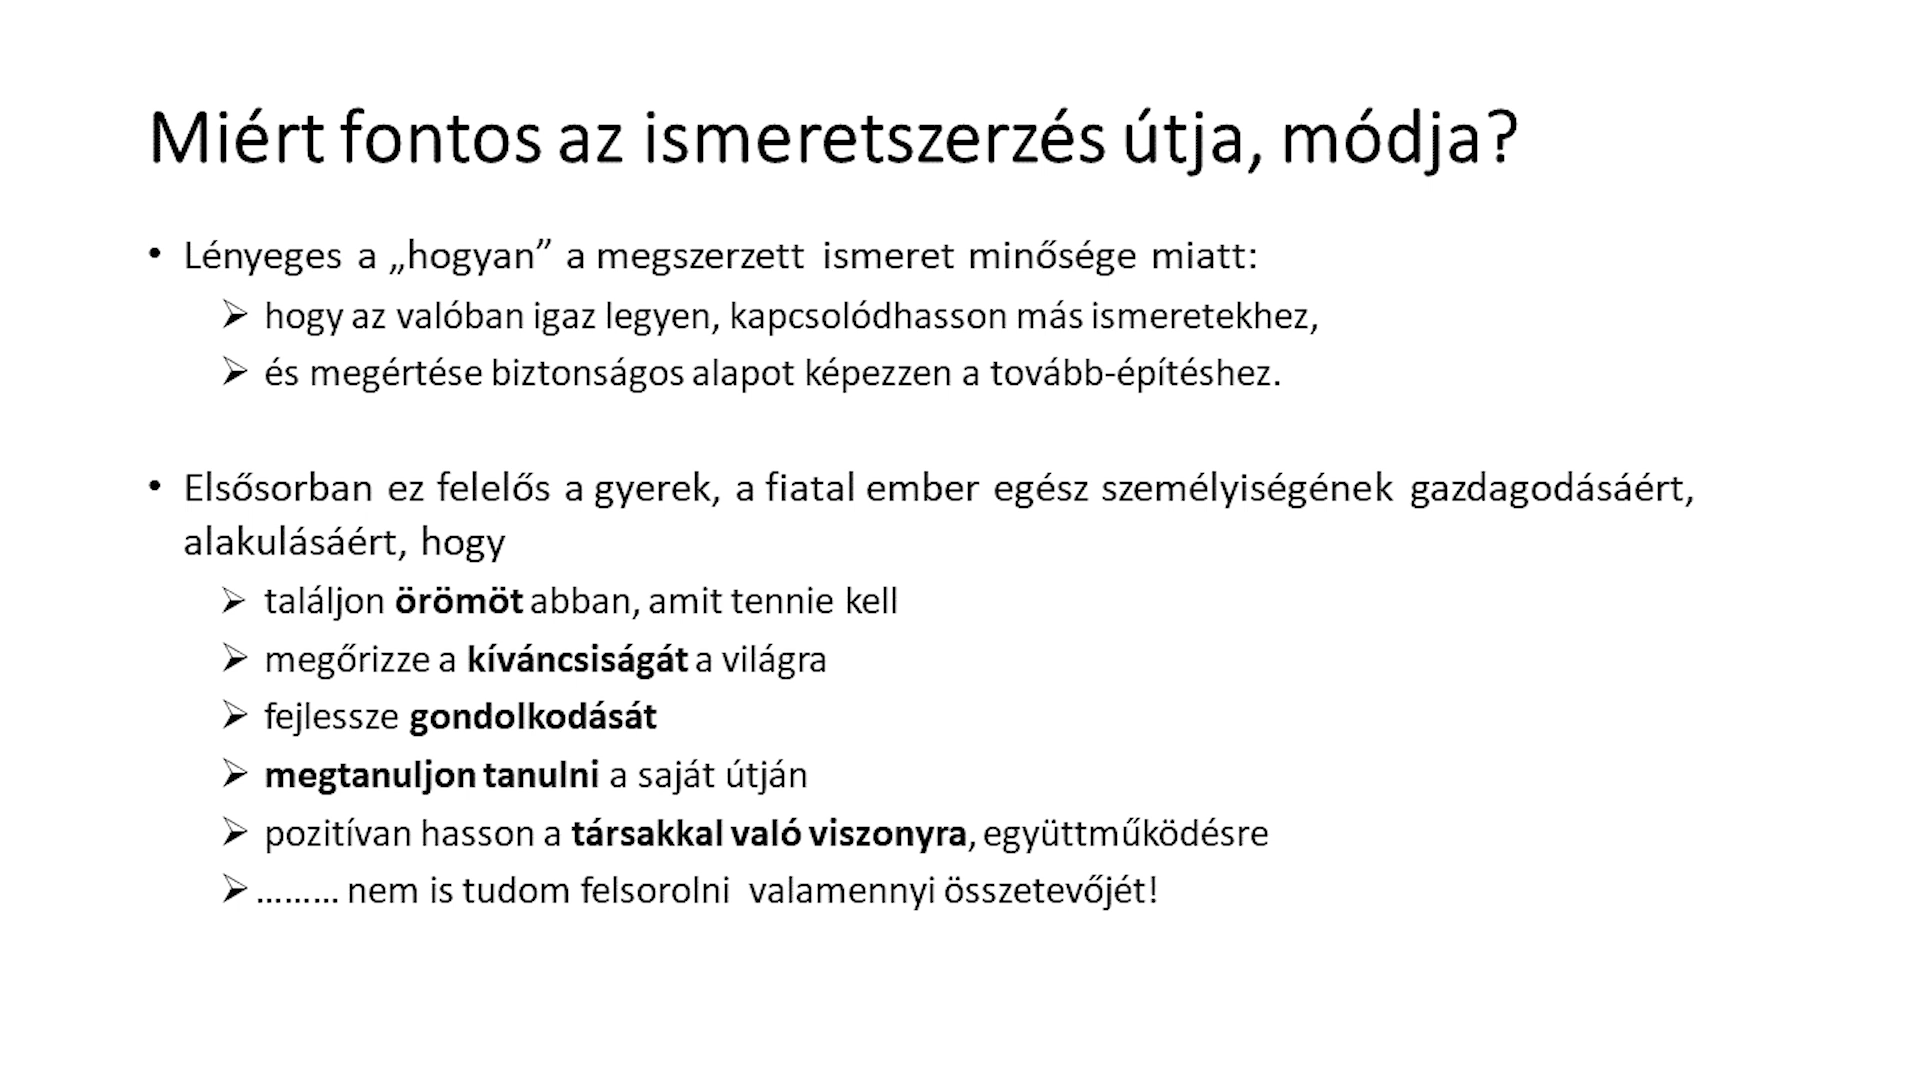 Miért fontos az ismeretszerzés útja, módja?
• Lényeges a „hogyan” a megszerzett ismeret minősége miatt:
➢ hogy az valóban igaz legyen, kapcsolódhasson más ismeretekhez,
➢ és megértése biztonságos alapot képezzen a tovább-építéshez.
• Elsősorban ez felelős a gyerek, a fiatal ember egész személyiségének gazdagodásáért,
alakulásáért, hogy
➢ találjon örömöt abban, amit tennie kell
➢ megőrizze a kíváncsiságát a világra
➢ fejlessze gondolkodását
➢ megtanuljon tanulni a saját útján
➢ pozitívan hasson a társakkal való viszonyra, együttműködésre
➢ ……… nem is tudom felsorolni valamennyi összetevőjét!